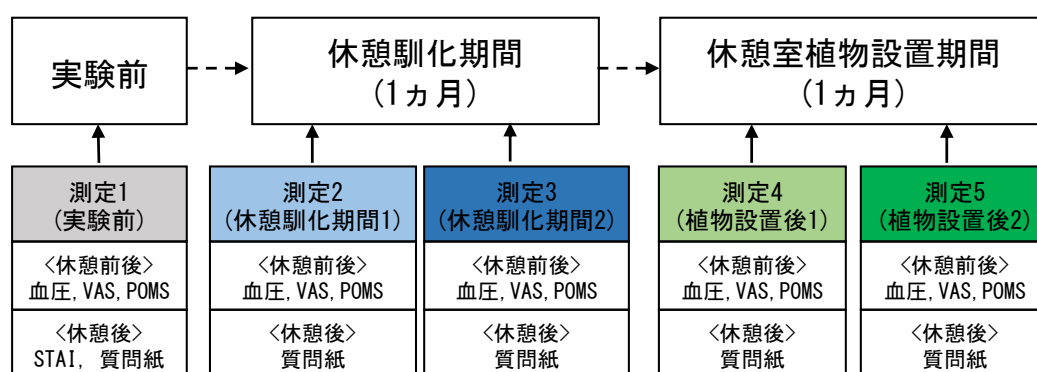 実験前
休憩馴化期間
(1ヵ月)
休憩室植物設置期間
(1ヵ月)
測定1
(実験前)
測定2
(休憩馴化期間1)
測定3
(休憩馴化期間2)
測定4
(植物設置後1)
測定5
(植物設置後2)
<休憩前後>
血圧,VAS,POMS
<休憩前後>
血圧,VAS,POMS
<休憩前後>
血圧,VAS,POMS
<休憩前後>
血圧,VAS,POMS
<休憩前後>
血圧,VAS,POMS
<休憩後>
STAI, 質問紙
<休憩後>
質問紙
<休憩後>
質問紙
<休憩後>
質問紙
<休憩後>
質問紙